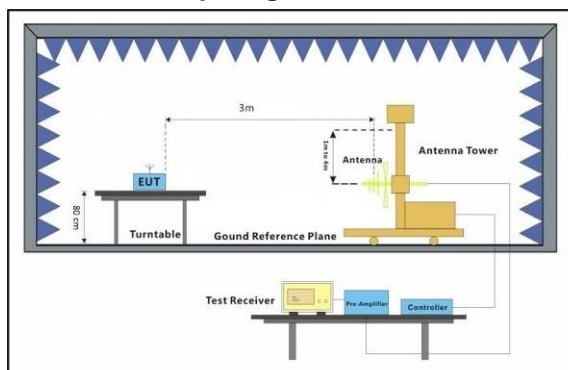 3m
1m to 4m
Antenna
Antenna Tower
EUT
80 cm
Turntable
Gound Reference Plane
Test Receiver
Pre-Amplifier
Controller